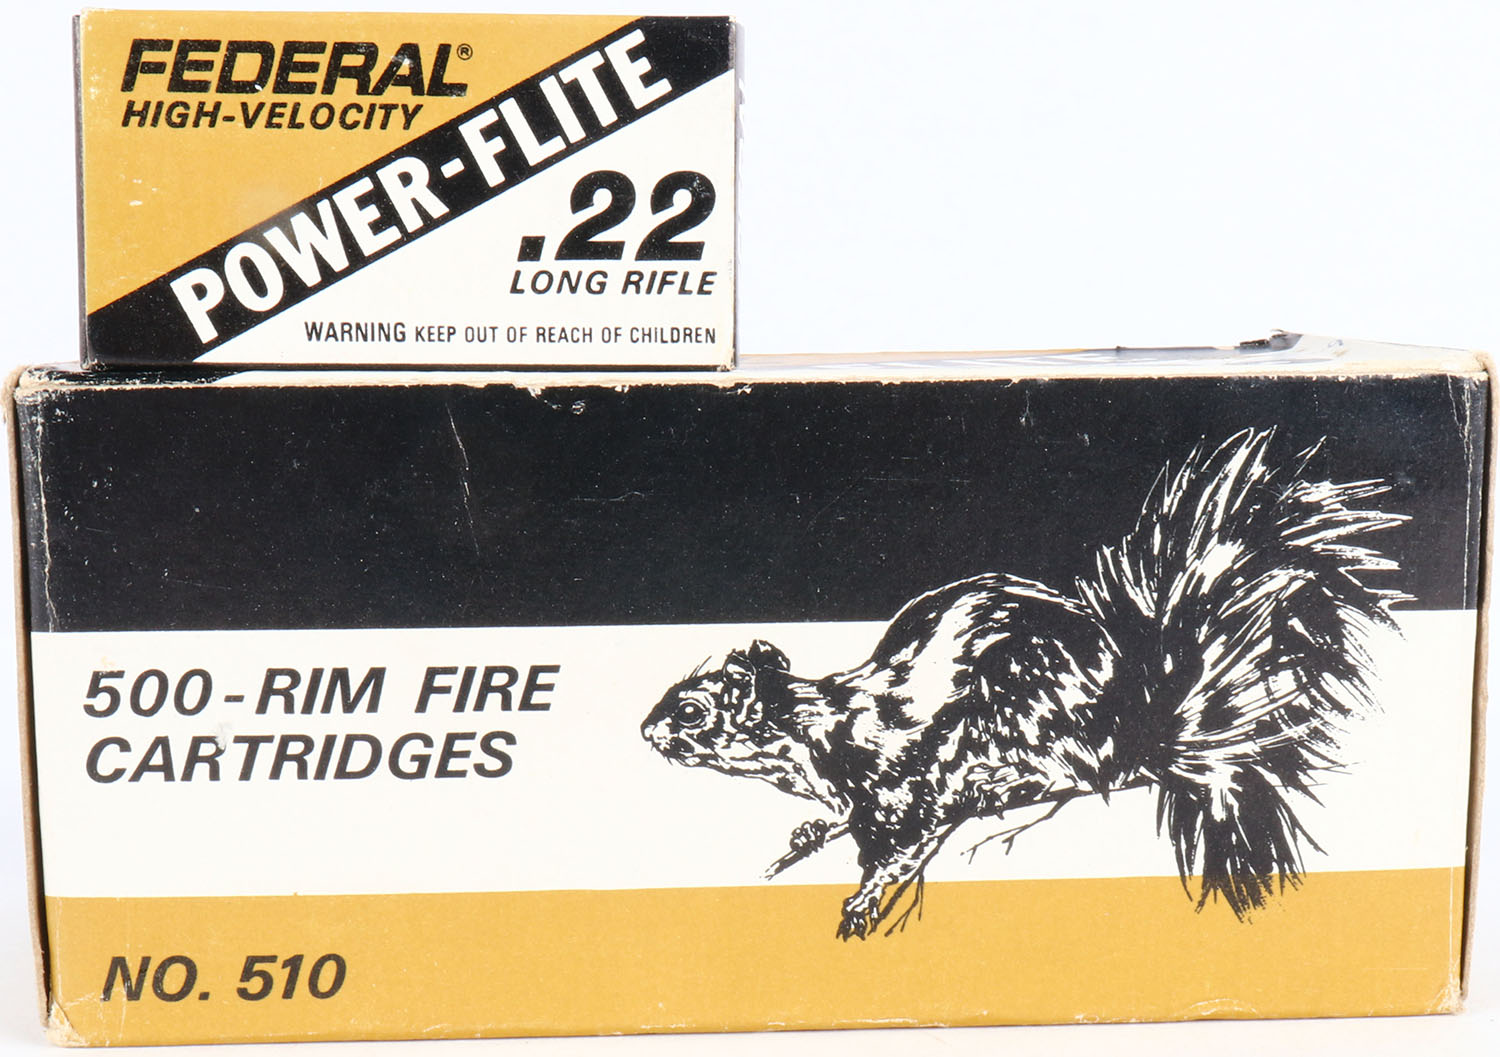 FEDERAL®
HIGH-VELOCITY
POWER-FLITE
.22
LONG RIFLE
WARNING KEEP OUT OF REACH OF CHILDREN
500-RIM FIRE
CARTRIDGES
NO. 510